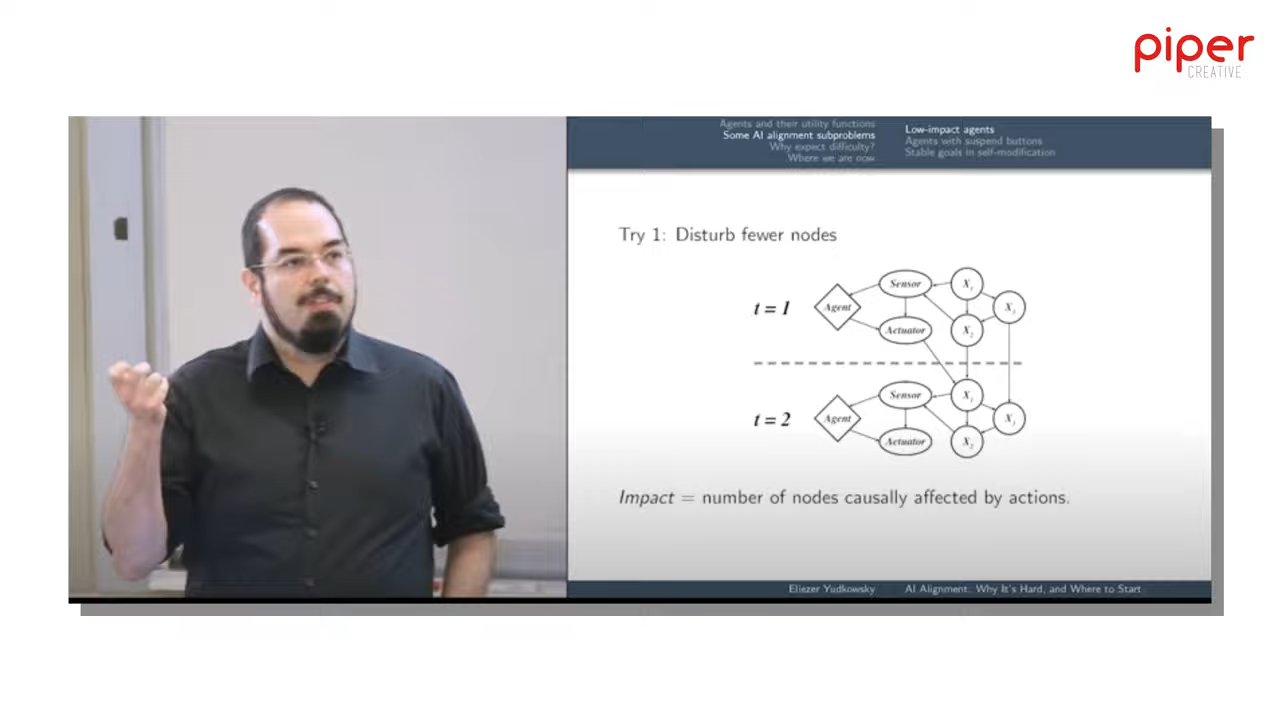 piper
CREATIVE
Agents and their utility functions
Some AI alignment subproblems
Why expect difficulty?
Where we are now
Low-impact agents
Agents with suspend buttons
Stable goals in self-modification
Try 1: Disturb fewer nodes
t = 1
Agent
Sensor
Actuator
X₁
X₂
X₃
t = 2
Agent
Sensor
Actuator
X₁
X₂
X₃
Impact = number of nodes causally affected by actions.
Eliezer Yudkowsky
AI Alignment: Why It's Hard, and Where to Start